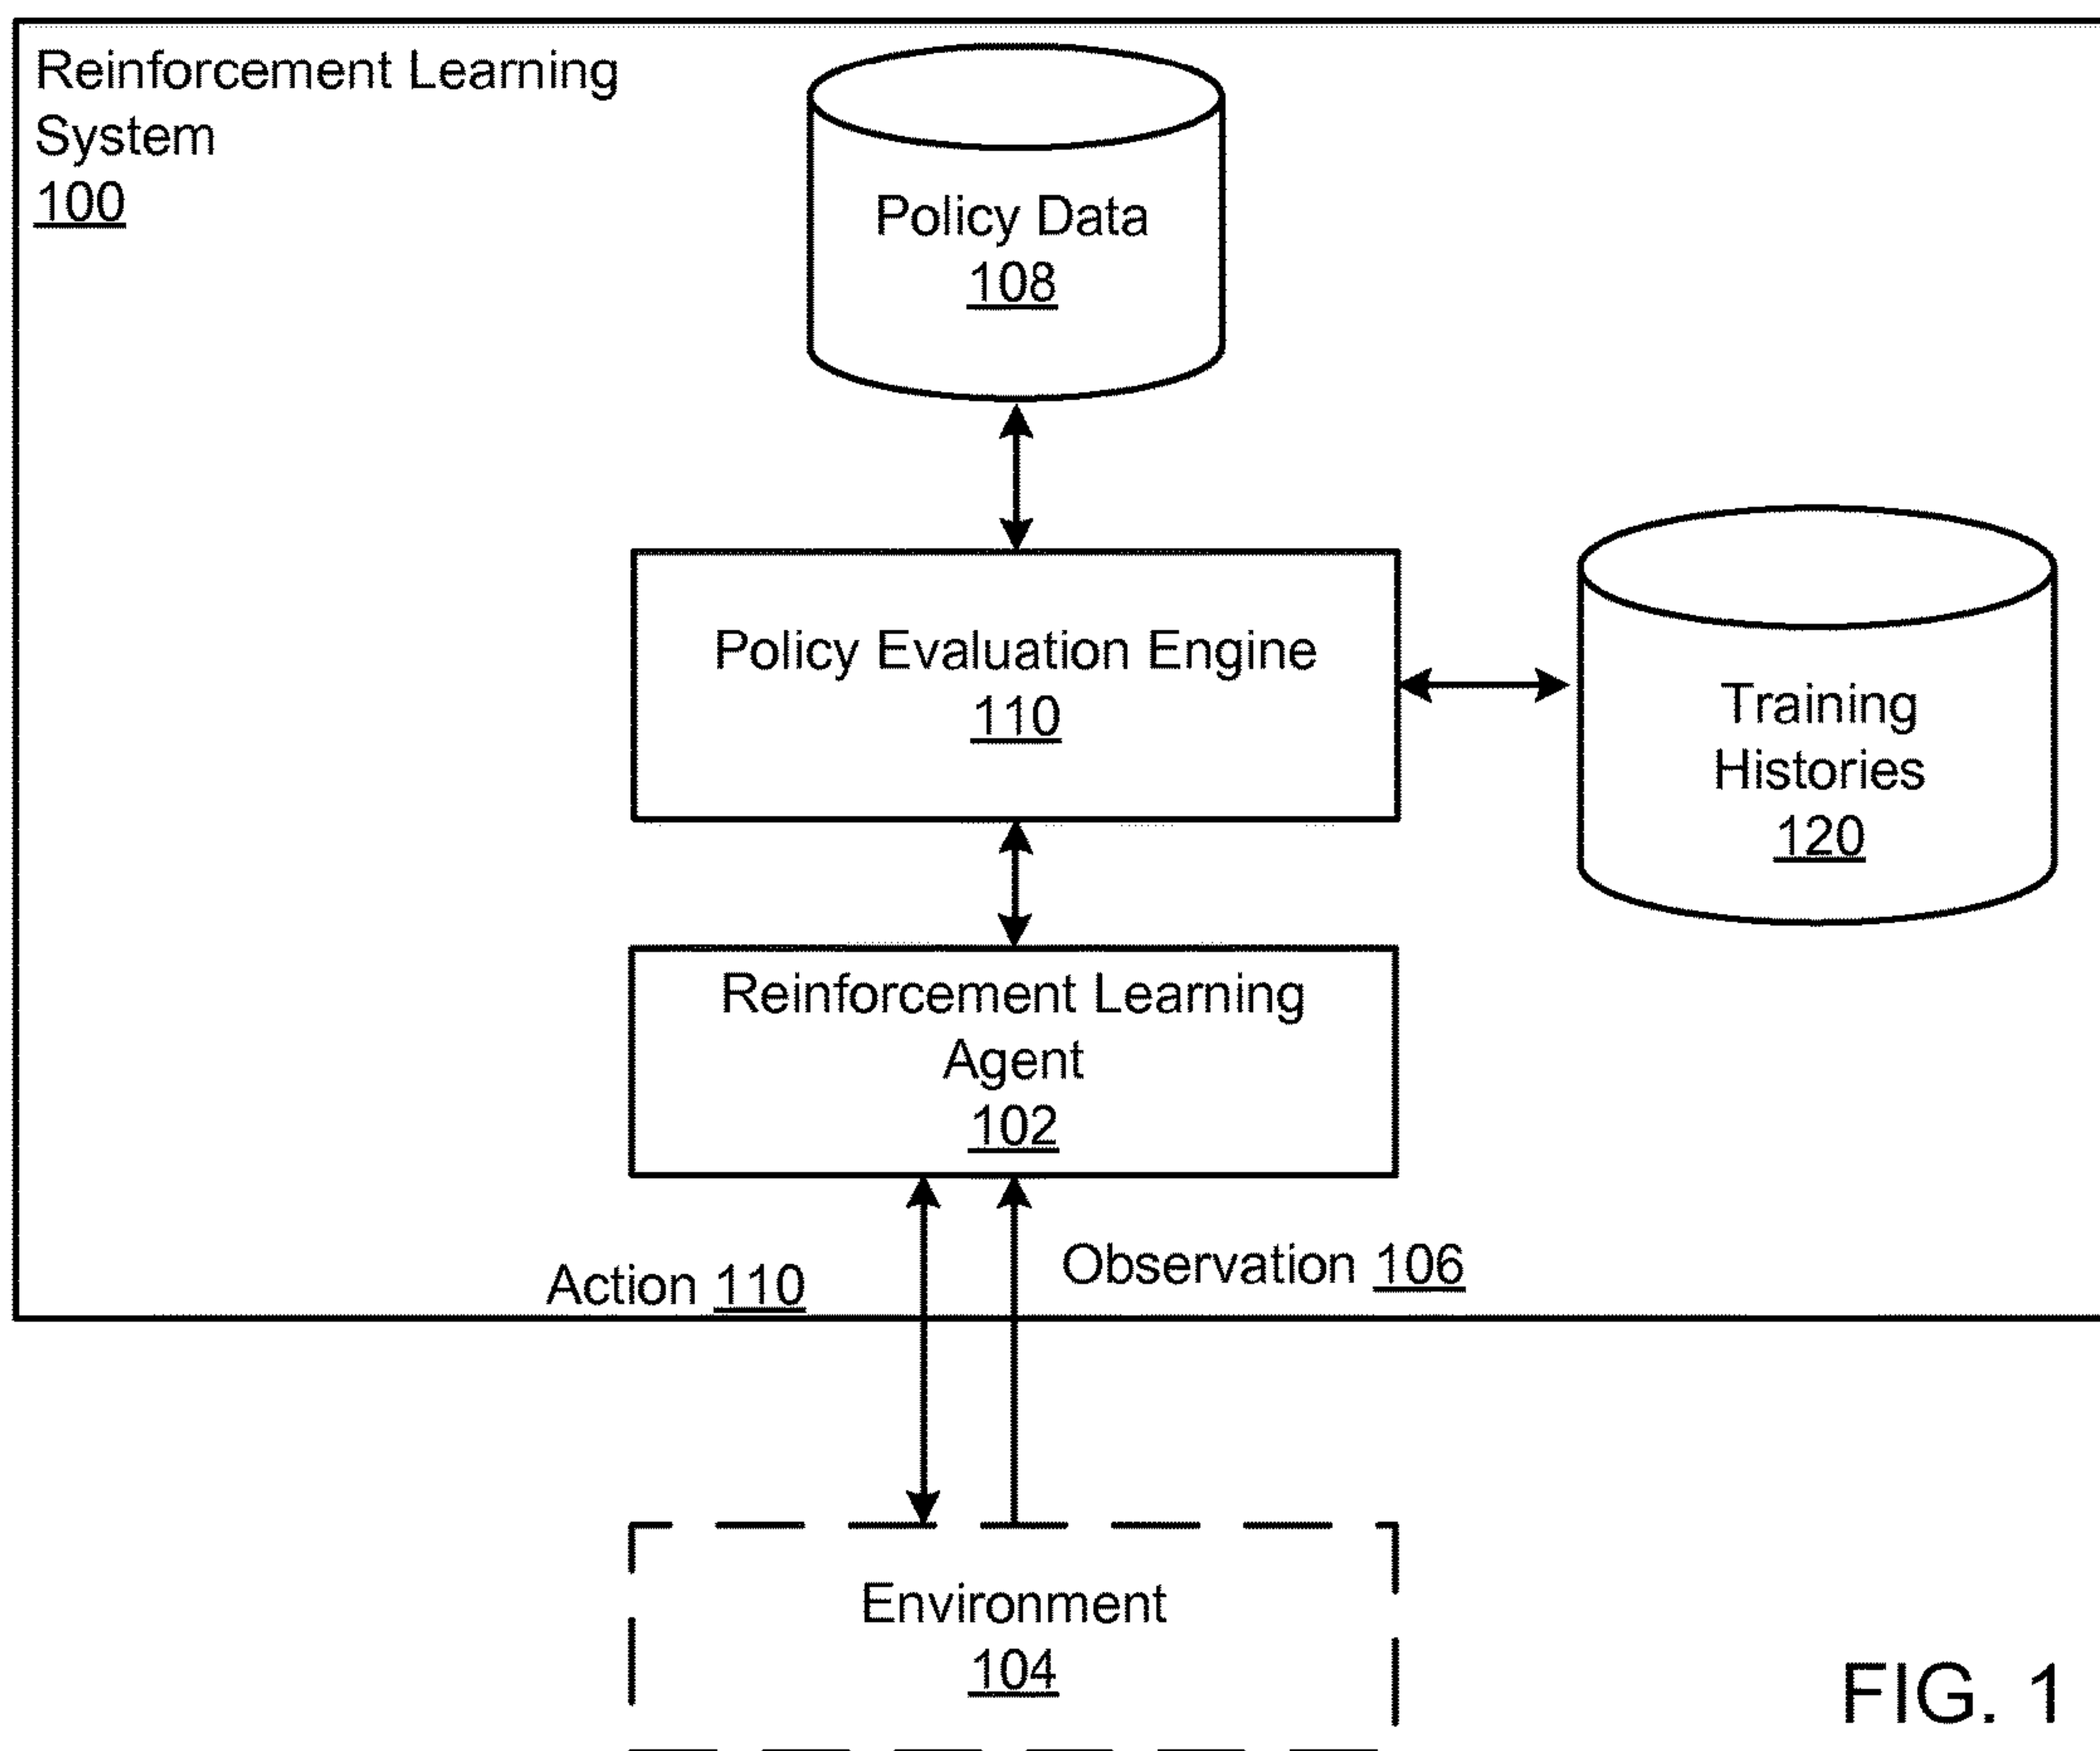 Reinforcement Learning
System
100
Policy Data
108
Policy Evaluation Engine
110
Training
Histories
120
Reinforcement Learning
Agent
102
Action 110
Observation 106
Environment
104
FIG. 1